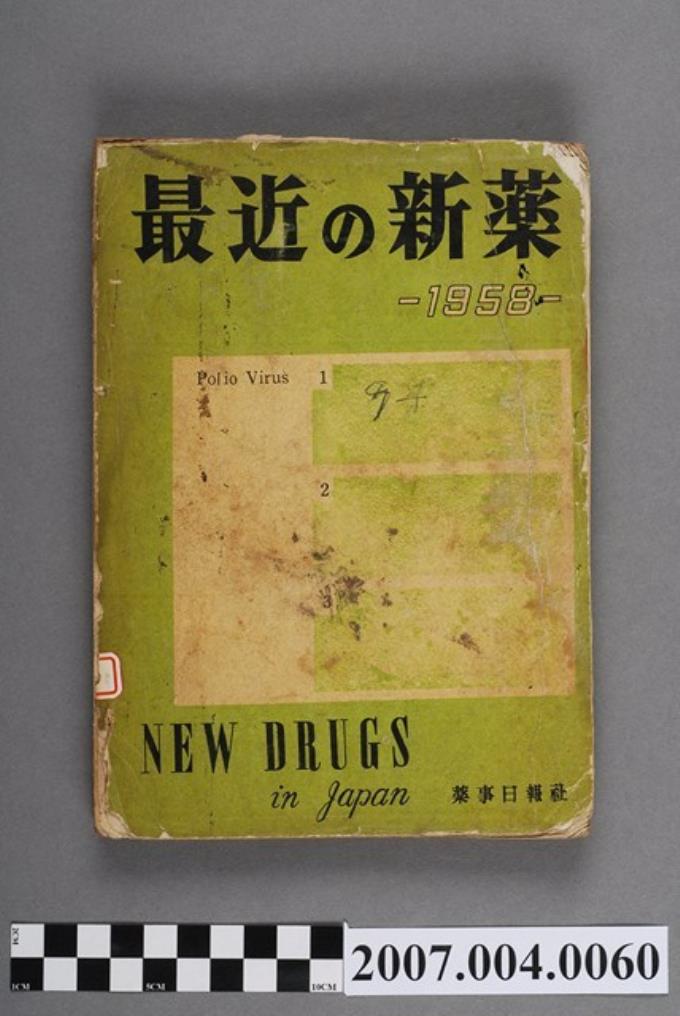 最近の新薬
-1958-
Polio Virus 1
2
NEW DRUGS
in Japan
薬事日報社
2CM
1CM 5CM 10CM
2007.004.0060